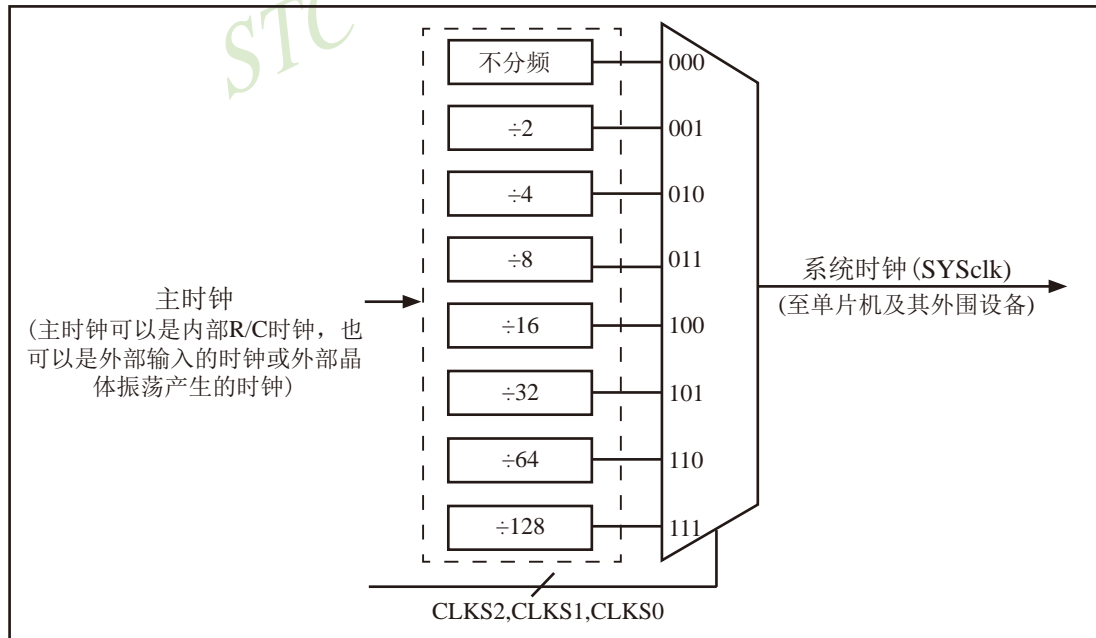 STC
不分频
000
÷2
001
÷4
010
÷8
011
÷16
100
÷32
101
÷64
110
÷128
111
主时钟
(主时钟可以是内部R/C时钟，也
可以是外部输入的时钟或外部晶
体振荡产生的时钟)
系统时钟(SYSclk)
(至单片机及其外围设备)
CLKS2,CLKS1,CLKS0